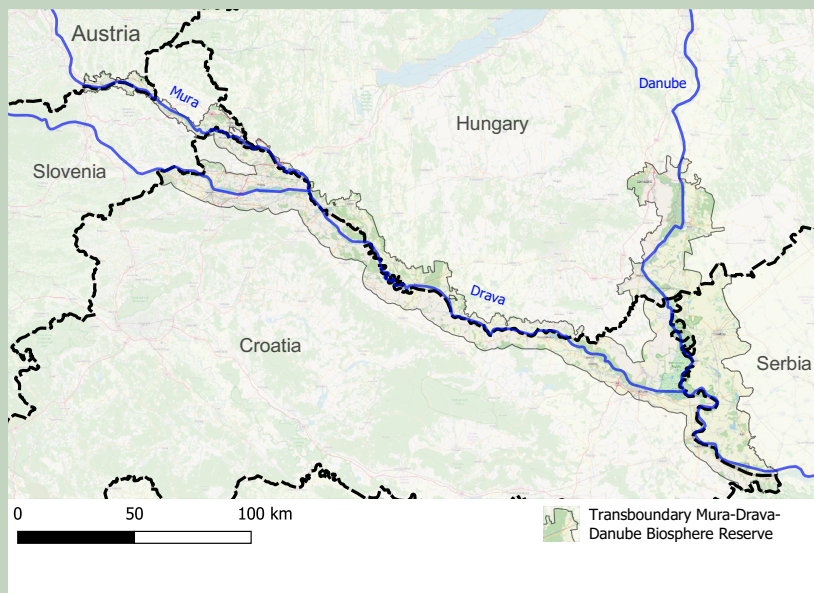 Austria
Mura
Danube
Hungary
Slovenia
Drava
Croatia
Serbia
0 50 100 km
Transboundary Mura-Drava-
Danube Biosphere Reserve